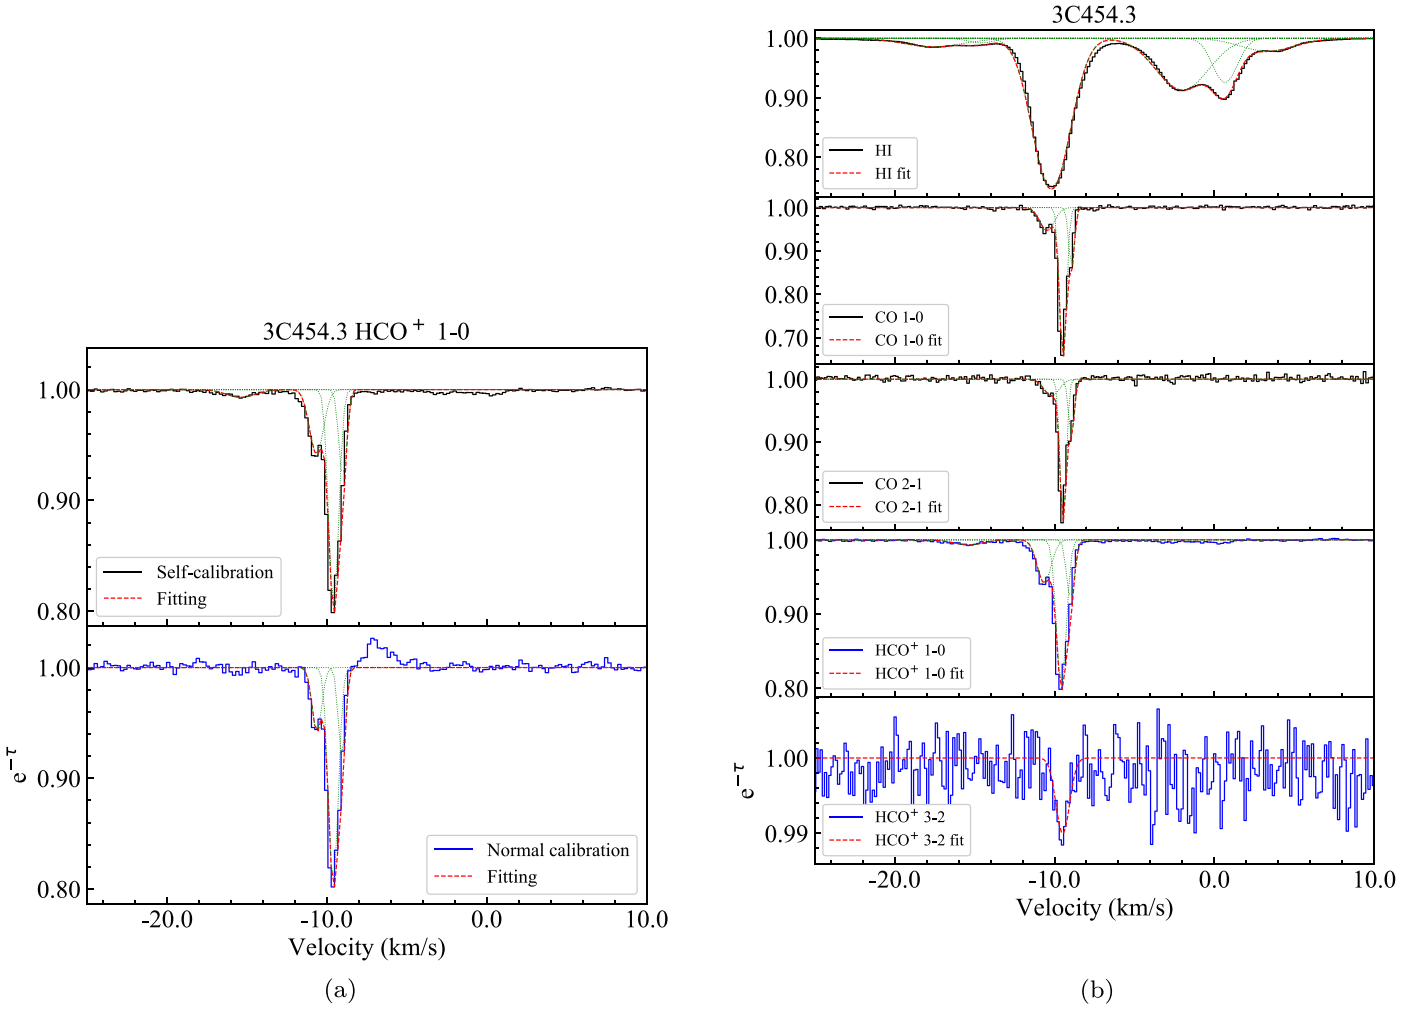 3C454.3 HCO⁺ 1-0
1.00
0.90
0.80
Self-calibration
Fitting
1.00
0.90
0.80
e⁻τ
Normal calibration
Fitting
-20.0 -10.0 0.0 10.0
Velocity (km/s)
(a)
3C454.3
1.00
0.90
0.80
HI
HI fit
1.00
0.90
0.80
0.70
CO 1-0
CO 1-0 fit
1.00
0.90
0.80
CO 2-1
CO 2-1 fit
1.00
0.90
0.80
HCO⁺ 1-0
HCO⁺ 1-0 fit
1.00
0.99
e⁻τ
HCO⁺ 3-2
HCO⁺ 3-2 fit
-20.0 -10.0 0.0 10.0
Velocity (km/s)
(b)